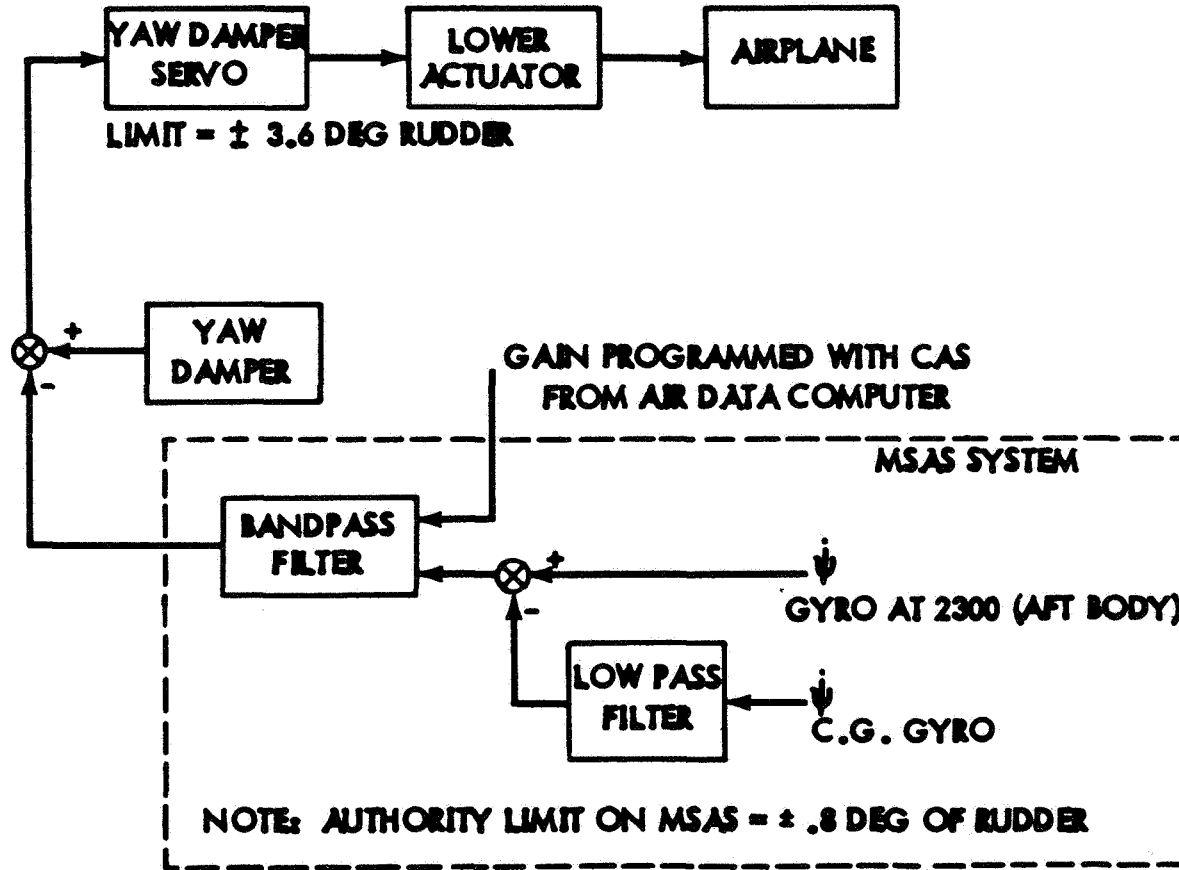 YAW DAMPER
SERVO
LOWER
ACTUATOR
AIRPLANE
LIMIT = ± 3.6 DEG RUDDER
+
YAW
DAMPER
-
GAIN PROGRAMMED WITH CAS
FROM AIR DATA COMPUTER
MSAS SYSTEM
BANDPASS
FILTER
+
ψ̇
GYRO AT 2300 (AFT BODY)
-
LOW PASS
FILTER
ψ̇
C.G. GYRO
NOTE: AUTHORITY LIMIT ON MSAS = ± .8 DEG OF RUDDER